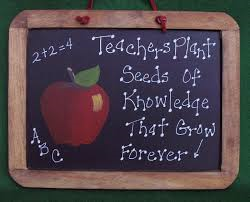 2+2=4
Teachers Plant
Seeds Of
Knowledge
That Grow
Forever!
A
B
C